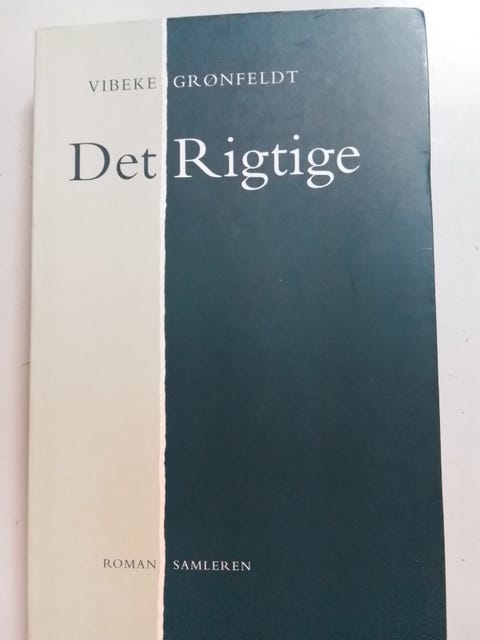 VIBEKE GRØNFELDT
Det Rigtige
ROMAN SAMLEREN